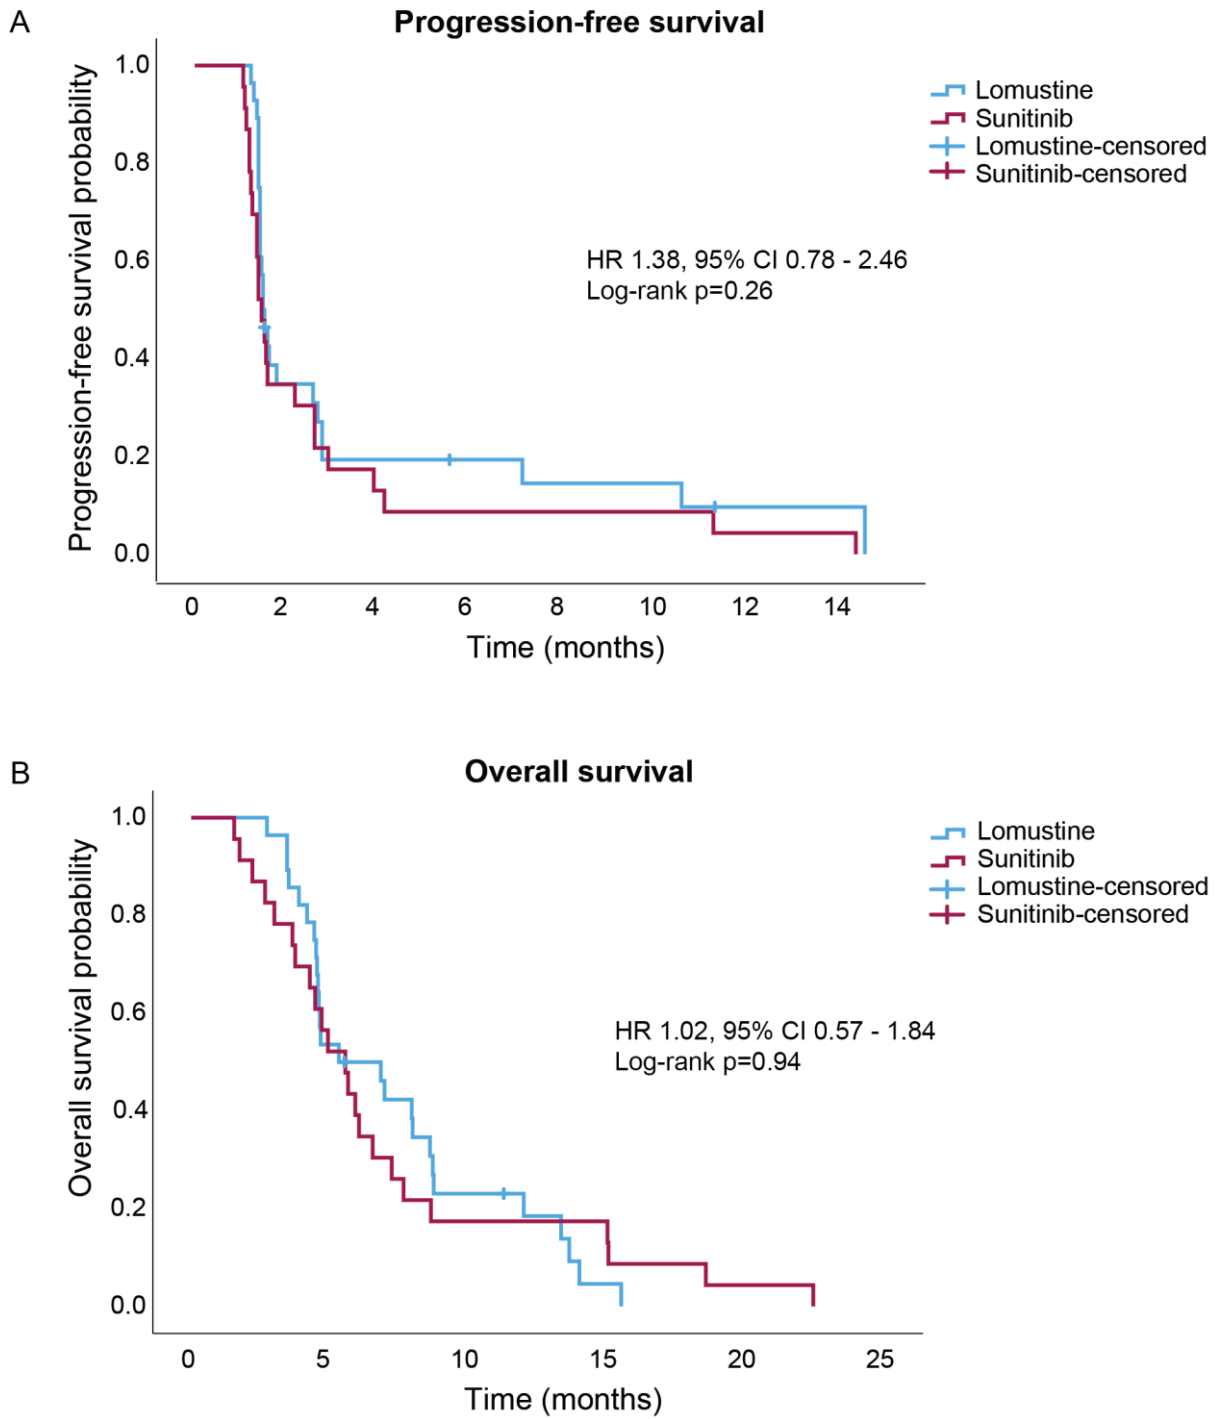 A
Progression-free survival
Progression-free survival probability
1.0
0.8
0.6
0.4
0.2
0.0
Lomustine
Sunitinib
Lomustine-censored
Sunitinib-censored
HR 1.38, 95% CI 0.78 - 2.46
Log-rank p=0.26
0 2 4 6 8 10 12 14
Time (months)
B
Overall survival
Overall survival probability
1.0
0.8
0.6
0.4
0.2
0.0
Lomustine
Sunitinib
Lomustine-censored
Sunitinib-censored
HR 1.02, 95% CI 0.57 - 1.84
Log-rank p=0.94
0 5 10 15 20 25
Time (months)